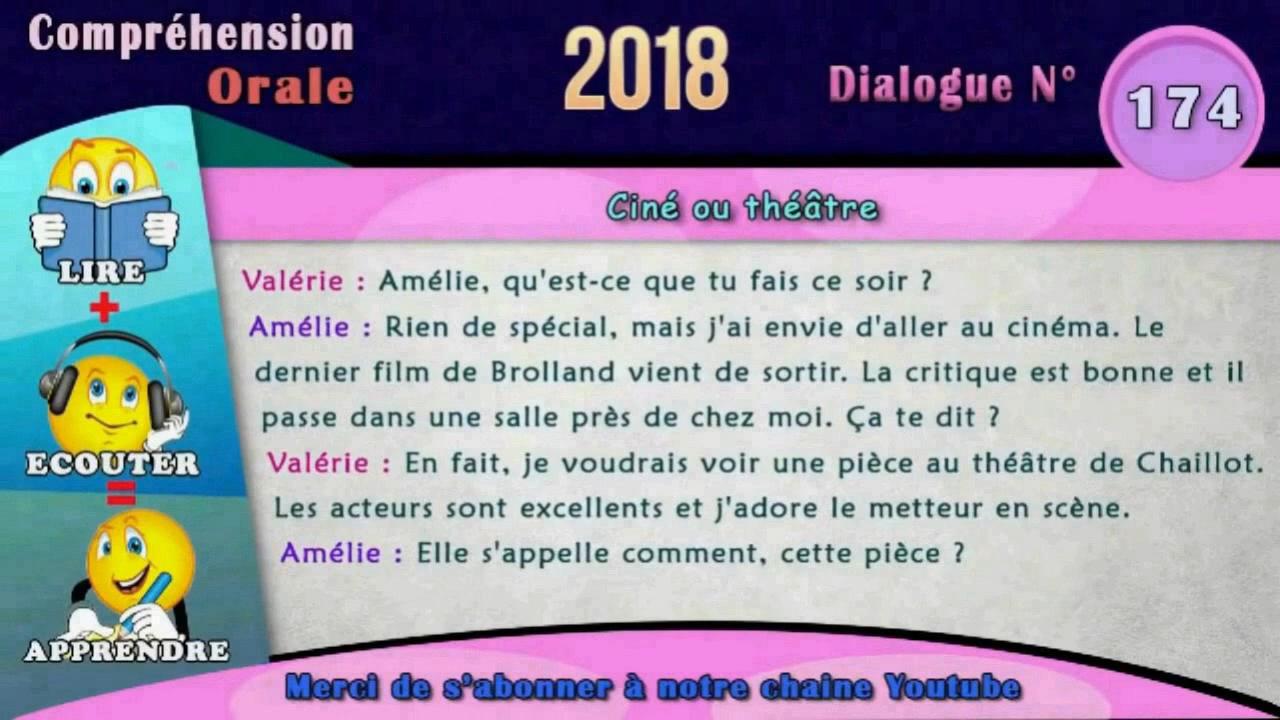 Compréhension
Orale
2018
Dialogue N°
174
Ciné ou théâtre
LIRE
+
ECOUTER
=
APPRENDRE
Valérie : Amélie, qu'est-ce que tu fais ce soir ?
Amélie : Rien de spécial, mais j'ai envie d'aller au cinéma. Le
dernier film de Brolland vient de sortir. La critique est bonne et il
passe dans une salle près de chez moi. Ça te dit ?
Valérie : En fait, je voudrais voir une pièce au théâtre de Chaillot.
Les acteurs sont excellents et j'adore le metteur en scène.
Amélie : Elle s'appelle comment, cette pièce ?
Merci de s'abonner à notre chaine Youtube